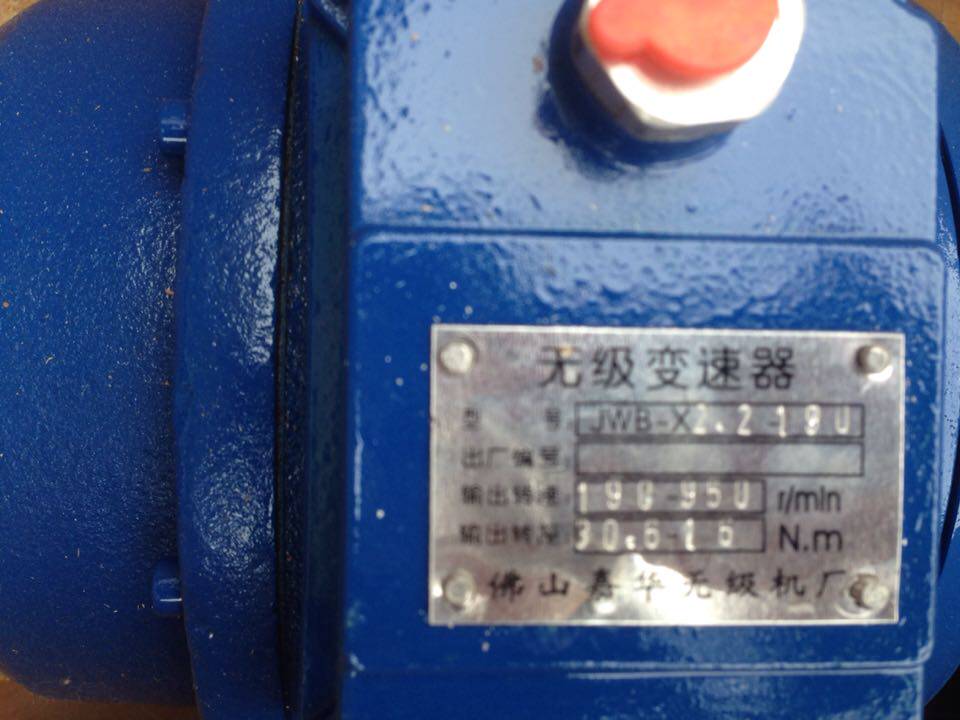 无级变速器
型 号 JWB-X2.2-190
出厂编号
输出转速 190-950 r/min
输出转矩 30.6-16 N.m
佛山嘉华无级机厂